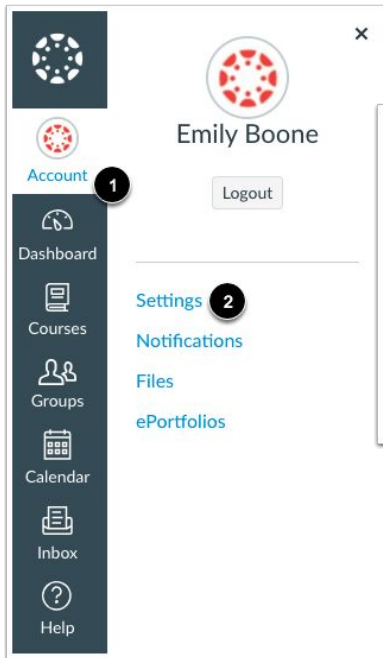 ×
Emily Boone
Logout
Account 1
Dashboard
Courses
Groups
Calendar
Inbox
Help
Settings 2
Notifications
Files
ePortfolios